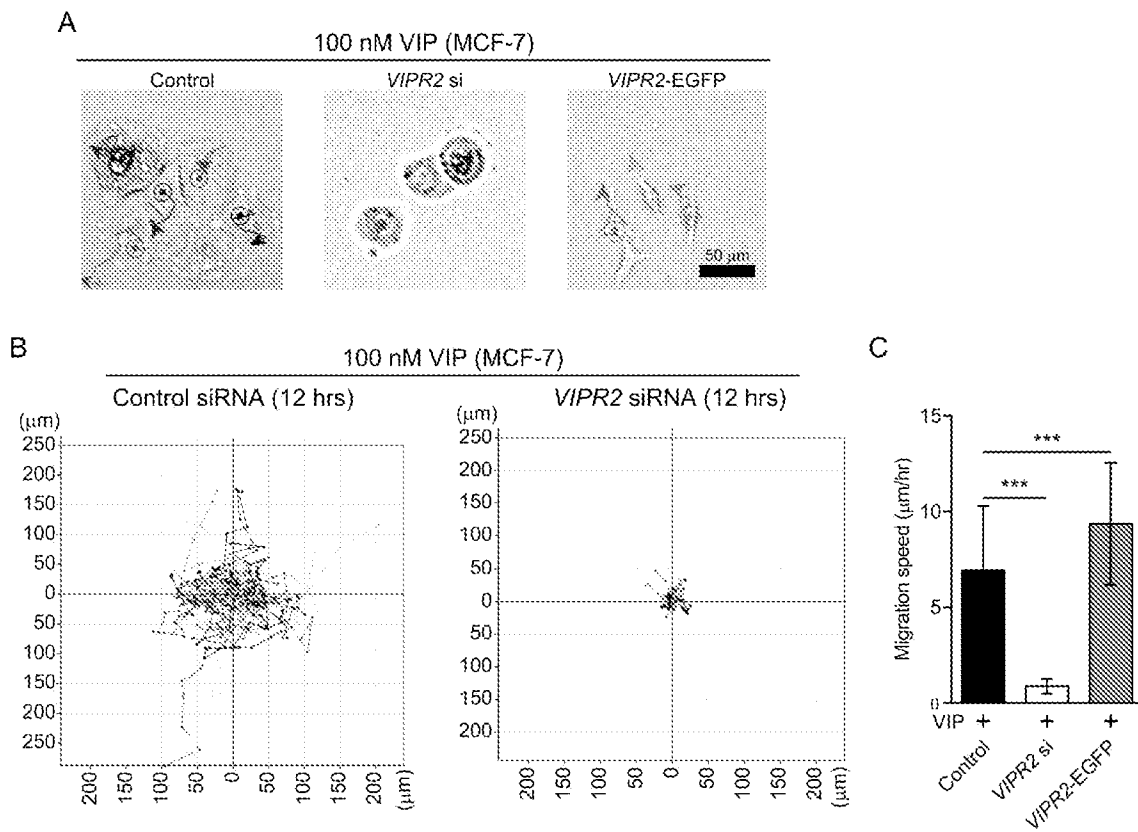 A
100 nM VIP (MCF-7)
Control VIPR2 si VIPR2-EGFP
50 μm
B
100 nM VIP (MCF-7)
Control siRNA (12 hrs) VIPR2 siRNA (12 hrs)
(μm)
250
200
150
100
50
0
50
100
150
200
250
200 150 100 50 0 50 100 150 200 (μm)
(μm)
250
200
150
100
50
0
50
100
150
200
200 150 100 50 0 50 100 150 200 (μm)
C
Migration speed (μm/hr)
15
10
5
0
***
***
VIP + + +
Control VIPR2 si VIPR2-EGFP